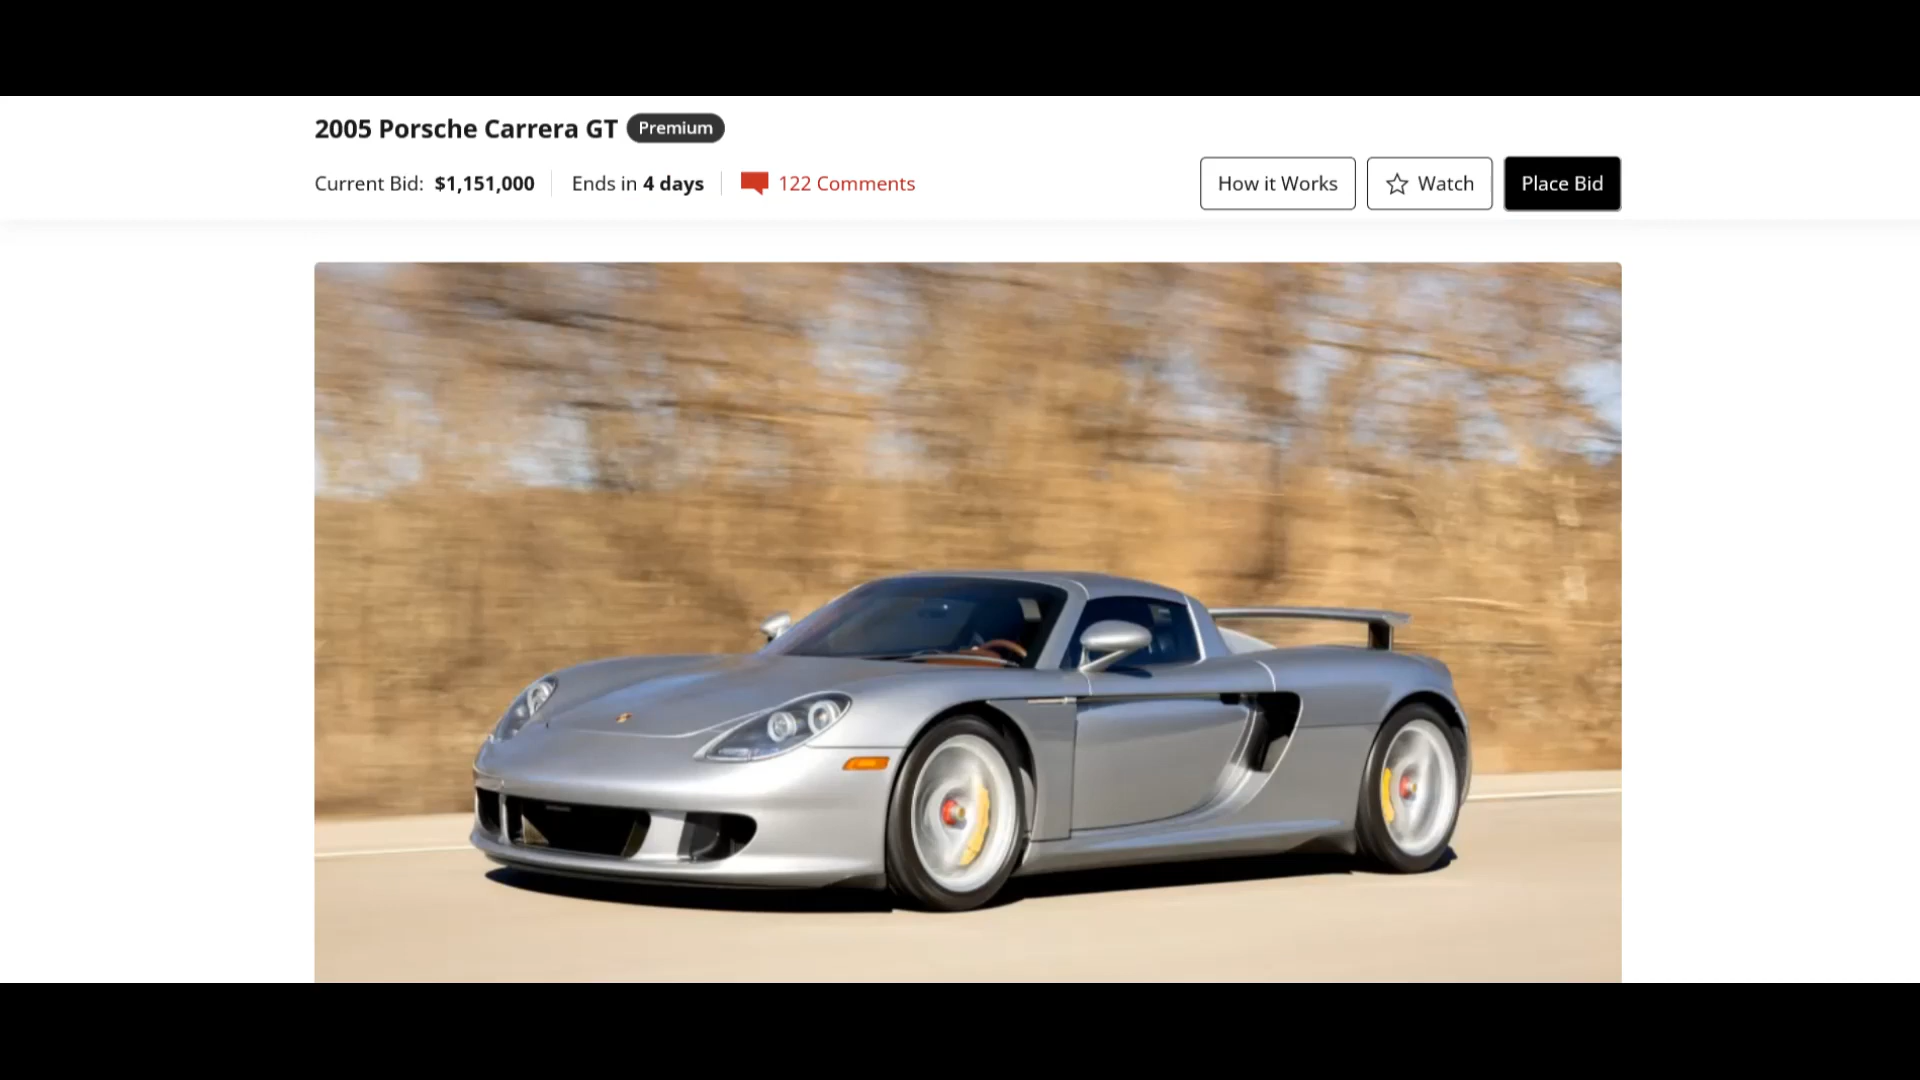 2005 Porsche Carrera GT Premium
Current Bid: $1,151,000 Ends in 4 days 122 Comments
How it Works Watch Place Bid